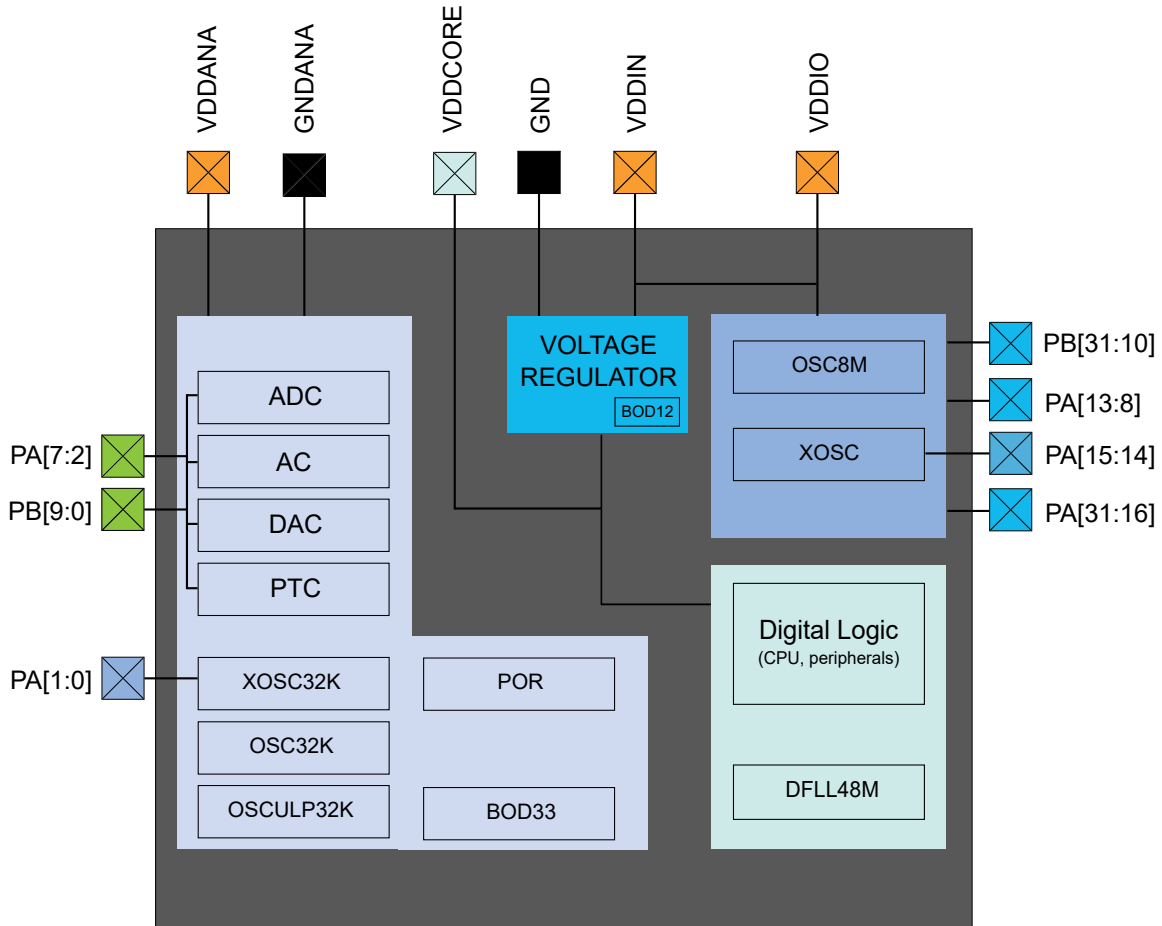 VDDANA
GNDANA
VDDCORE
GND
VDDIN
VDDIO
VOLTAGE
REGULATOR
BOD12
OSC8M
XOSC
PB[31:10]
PA[13:8]
PA[15:14]
PA[31:16]
ADC
AC
DAC
PTC
PA[7:2]
PB[9:0]
PA[1:0]
XOSC32K
OSC32K
OSCULP32K
POR
BOD33
Digital Logic
(CPU, peripherals)
DFLL48M